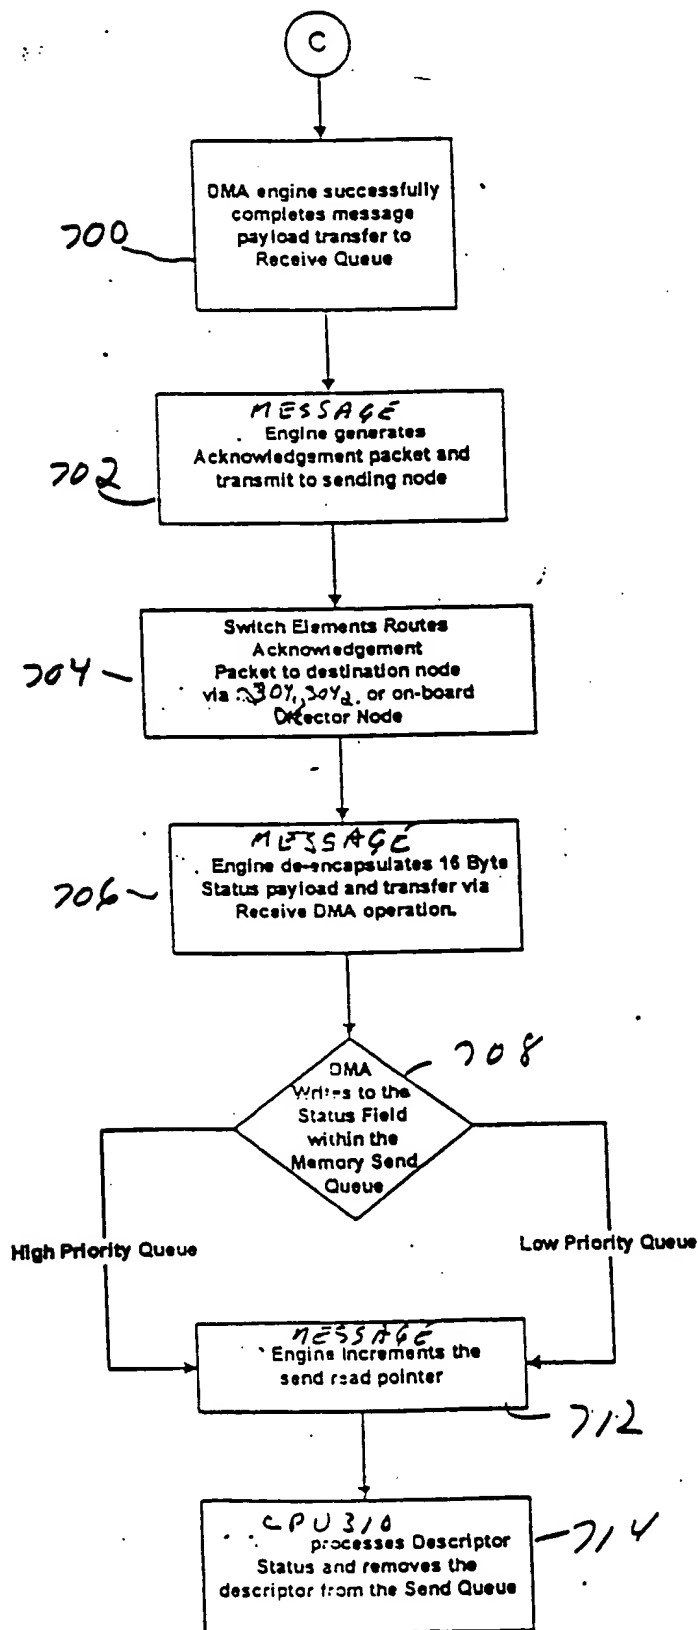 C
DMA engine successfully
completes message
payload transfer to
Receive Queue
700
MESSAGE
Engine generates
Acknowledgement packet and
transmit to sending node
702
Switch Elements Routes
Acknowledgement
Packet to destination node
via 304₁, 304₂, or on-board
Director Node
704
MESSAGE
Engine de-encapsulates 16 Byte
Status payload and transfer via
Receive DMA operation.
706
708
DMA
Writes to the
Status Field
within the
Memory Send
Queue
High Priority Queue
Low Priority Queue
MESSAGE
Engine increments the
send read pointer
712
CPU 310
processes Descriptor
Status and removes the
descriptor from the Send Queue
714